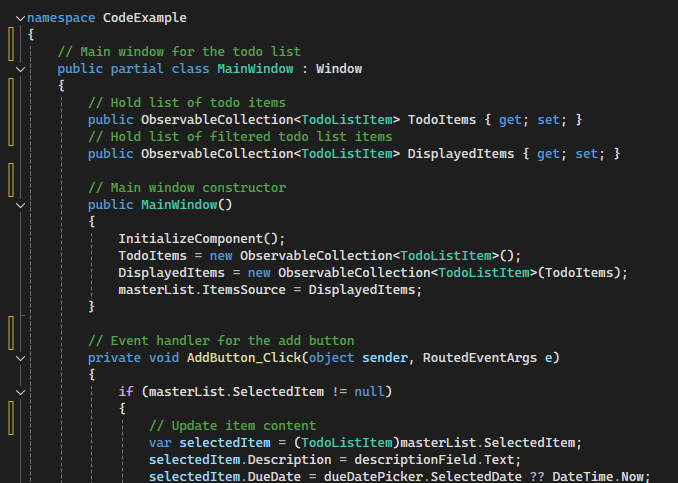 namespace CodeExample
{
// Main window for the todo list
public partial class MainWindow : Window
{
// Hold list of todo items
public ObservableCollection<TodoListItem> TodoItems { get; set; }
// Hold list of filtered todo list items
public ObservableCollection<TodoListItem> DisplayedItems { get; set; }
// Main window constructor
public MainWindow()
{
InitializeComponent();
TodoItems = new ObservableCollection<TodoListItem>();
DisplayedItems = new ObservableCollection<TodoListItem>(TodoItems);
masterList.ItemsSource = DisplayedItems;
}
// Event handler for the add button
private void AddButton_Click(object sender, RoutedEventArgs e)
{
if (masterList.SelectedItem != null)
{
// Update item content
var selectedItem = (TodoListItem)masterList.SelectedItem;
selectedItem.Description = descriptionField.Text;
selectedItem.DueDate = dueDatePicker.SelectedDate ?? DateTime.Now;